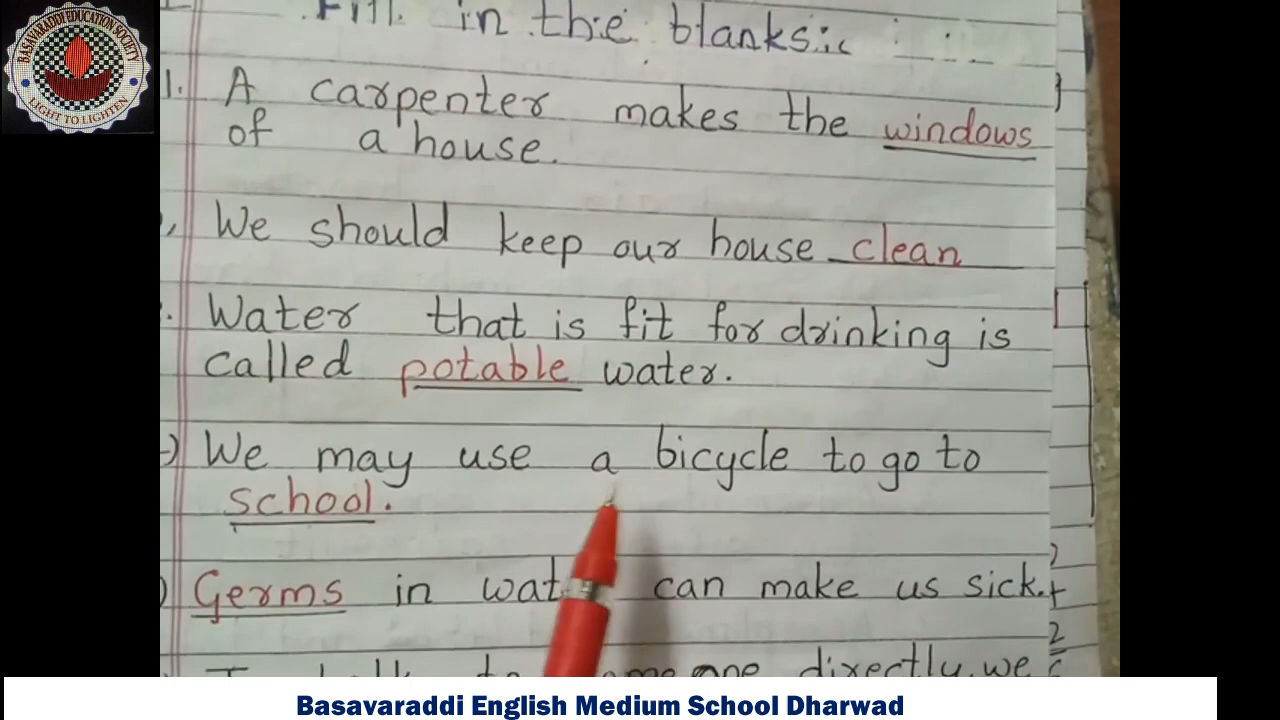 BASAVARADDI EDUCATION SOCIETY
LIGHT TO LIGHTEN
Fill in the blanks:
1. A carpenter makes the windows
of a house.
We should keep our house clean
Water that is fit for drinking is
called potable water.
We may use a bicycle to go to
school.
Germs in wat can make us sick.
directly, we
Basavaraddi English Medium School Dharwad